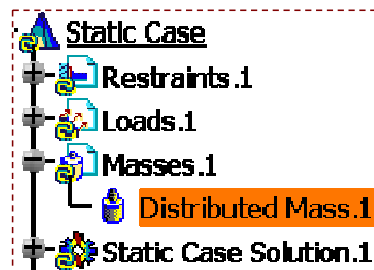 Static Case
Restraints.1
Loads.1
Masses.1
Distributed Mass.1
Static Case Solution.1